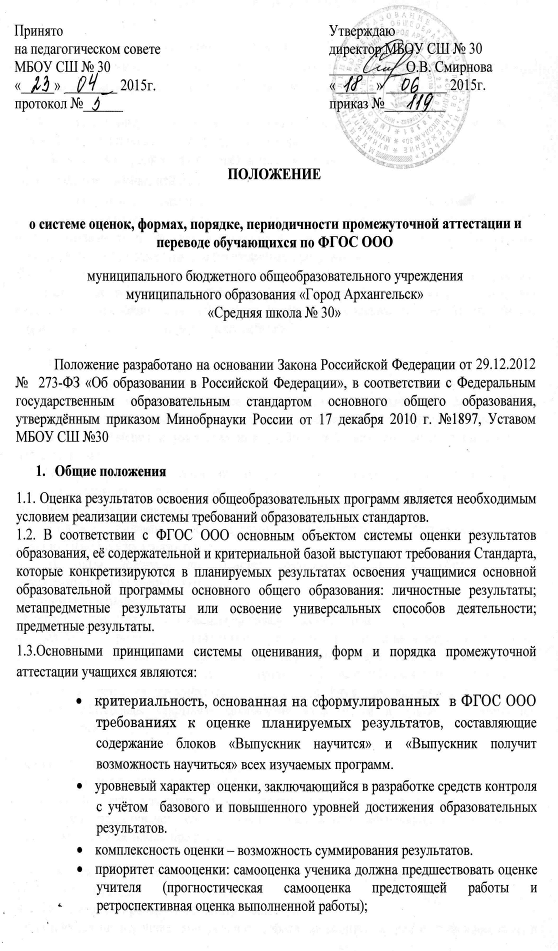 Принято
на педагогическом совете
МБОУ СШ № 30
« 23 » 04 2015г.
протокол № 5
Утверждаю
директор МБОУ СШ № 30
О.В. Смирнова
« 18 » 06 2015г.
приказ № 119
ПОЛОЖЕНИЕ
о системе оценок, формах, порядке, периодичности промежуточной аттестации и
переводе обучающихся по ФГОС ООО
муниципального бюджетного общеобразовательного учреждения
муниципального образования «Город Архангельск»
«Средняя школа № 30»
Положение разработано на основании Закона Российской Федерации от 29.12.2012
№ 273-ФЗ «Об образовании в Российской Федерации», в соответствии с Федеральным
государственным образовательным стандартом основного общего образования,
утверждённым приказом Минобрнауки России от 17 декабря 2010 г. №1897, Уставом
МБОУ СШ №30
1. Общие положения
1.1. Оценка результатов освоения общеобразовательных программ является необходимым
условием реализации системы требований образовательных стандартов.
1.2. В соответствии с ФГОС ООО основным объектом системы оценки результатов
образования, её содержательной и критериальной базой выступают требования Стандарта,
которые конкретизируются в планируемых результатах освоения учащимися основной
образовательной программы основного общего образования: личностные результаты;
метапредметные результаты или освоение универсальных способов деятельности;
предметные результаты.
1.3.Основными принципами системы оценивания, форм и порядка промежуточной
аттестации учащихся являются:
• критериальность, основанная на сформулированных в ФГОС ООО
требованиях к оценке планируемых результатов, составляющие
содержание блоков «Выпускник научится» и «Выпускник получит
возможность научиться» всех изучаемых программ.
• уровневый характер оценки, заключающийся в разработке средств контроля
с учётом базового и повышенного уровней достижения образовательных
результатов.
• комплексность оценки – возможность суммирования результатов.
• приоритет самооценки: самооценка ученика должна предшествовать оценке
учителя (прогностическая самооценка предстоящей работы и
ретроспективная оценка выполненной работы);